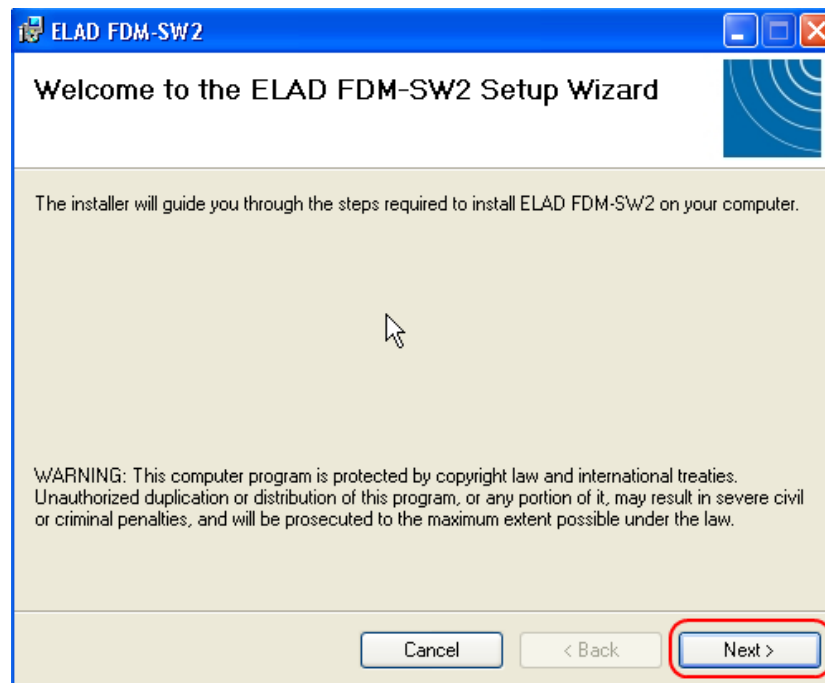 ELAD FDM-SW2
Welcome to the ELAD FDM-SW2 Setup Wizard
The installer will guide you through the steps required to install ELAD FDM-SW2 on your computer.
WARNING: This computer program is protected by copyright law and international treaties.
Unauthorized duplication or distribution of this program, or any portion of it, may result in severe civil
or criminal penalties, and will be prosecuted to the maximum extent possible under the law.
Cancel < Back Next >